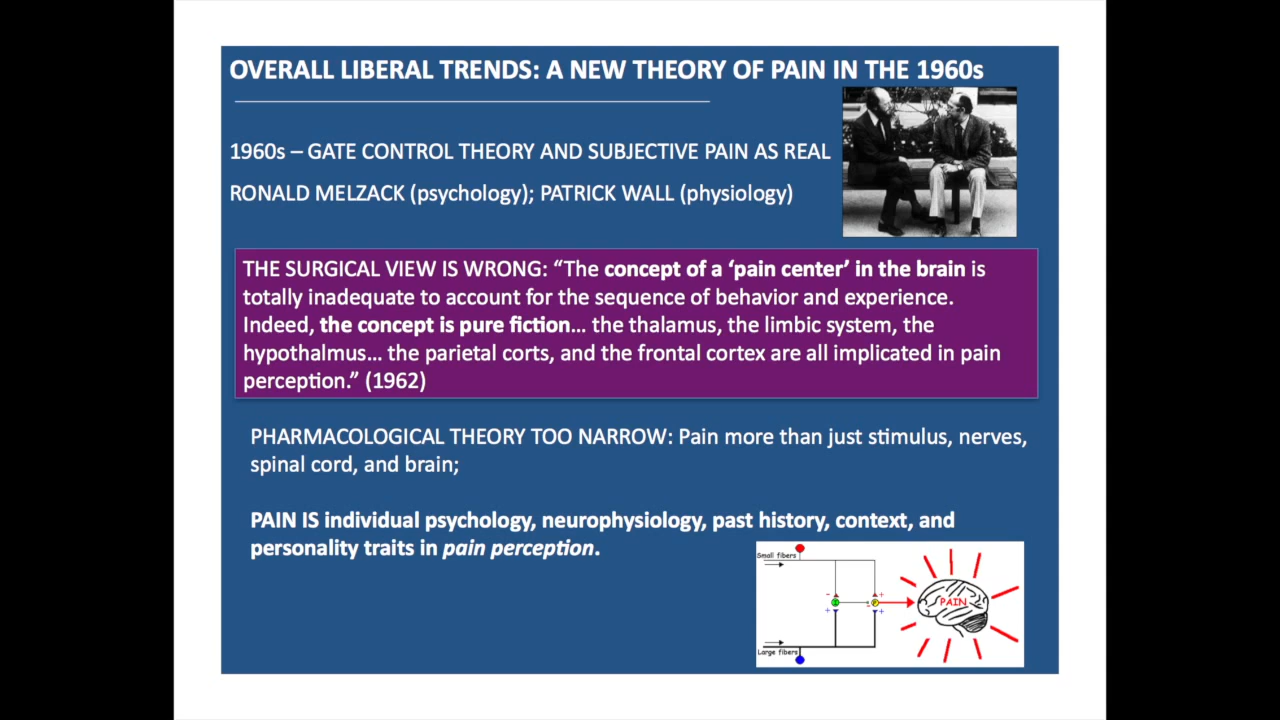 OVERALL LIBERAL TRENDS: A NEW THEORY OF PAIN IN THE 1960s
1960s – GATE CONTROL THEORY AND SUBJECTIVE PAIN AS REAL
RONALD MELZACK (psychology); PATRICK WALL (physiology)
THE SURGICAL VIEW IS WRONG: “The concept of a ‘pain center’ in the brain is
totally inadequate to account for the sequence of behavior and experience.
Indeed, the concept is pure fiction… the thalamus, the limbic system, the
hypothalmus… the parietal corts, and the frontal cortex are all implicated in pain
perception.” (1962)
PHARMACOLOGICAL THEORY TOO NARROW: Pain more than just stimulus, nerves,
spinal cord, and brain;
PAIN IS individual psychology, neurophysiology, past history, context, and
personality traits in pain perception.
Small fibers
- +
I - P
+ +
PAIN
Large fibers